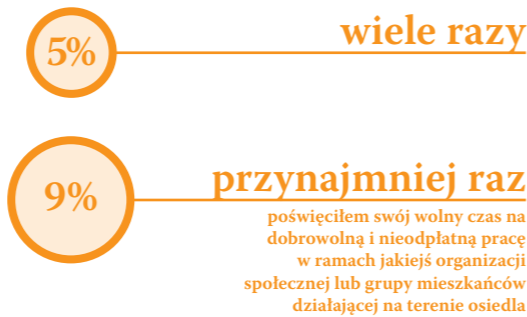 5%
wiele razy
9%
przynajmniej raz
poświęciłem swój wolny czas na
dobrowolną i nieodpłatną pracę
w ramach jakiejś organizacji
społecznej lub grupy mieszkańców
działającej na terenie osiedla